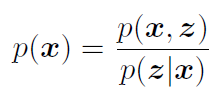 p(𝒙) = p(𝒙, 𝒛) / p(𝒛|𝒙)